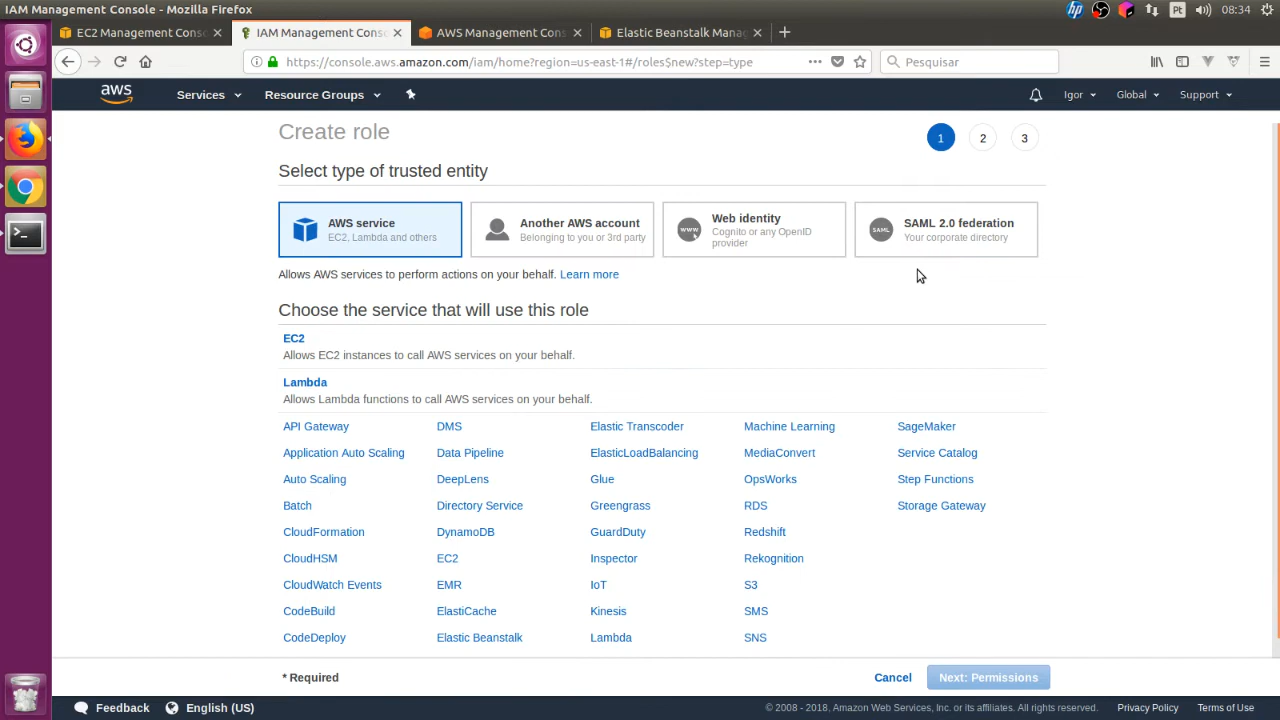 IAM Management Console - Mozilla Firefox
Pt
08:34
EC2 Management Conso
IAM Management Conso
AWS Management Cons
Elastic Beanstalk Manag
https://console.aws.amazon.com/iam/home?region=us-east-1#/roles$new?step=type
Pesquisar
aws
Services
Resource Groups
Igor
Global
Support
Create role
1
2
3
Select type of trusted entity
AWS service
EC2, Lambda and others
Another AWS account
Belonging to you or 3rd party
www
Web identity
Cognito or any OpenID
provider
SAML
SAML 2.0 federation
Your corporate directory
Allows AWS services to perform actions on your behalf. Learn more
Choose the service that will use this role
EC2
Allows EC2 instances to call AWS services on your behalf.
Lambda
Allows Lambda functions to call AWS services on your behalf.
API Gateway
DMS
Elastic Transcoder
Machine Learning
SageMaker
Application Auto Scaling
Data Pipeline
ElasticLoadBalancing
MediaConvert
Service Catalog
Auto Scaling
DeepLens
Glue
OpsWorks
Step Functions
Batch
Directory Service
Greengrass
RDS
Storage Gateway
CloudFormation
DynamoDB
GuardDuty
Redshift
CloudHSM
EC2
Inspector
Rekognition
CloudWatch Events
EMR
IoT
S3
CodeBuild
ElastiCache
Kinesis
SMS
CodeDeploy
Elastic Beanstalk
Lambda
SNS
* Required
Cancel
Next: Permissions
Feedback
English (US)
© 2008 - 2018, Amazon Web Services, Inc. or its affiliates. All rights reserved.
Privacy Policy
Terms of Use